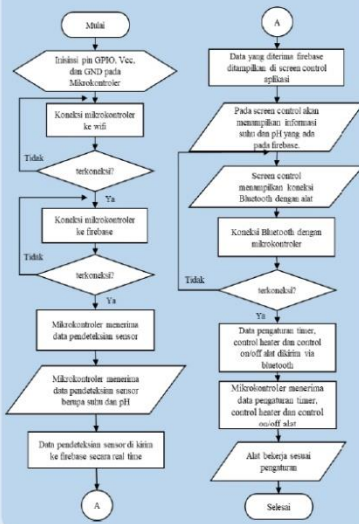 Mulai
Inisiasi pin GPIO, Vcc,
dan GND pada
Mikrokontroler
Koneksi mikrokontroler
ke wifi
Tidak
terkoneksi?
Ya
Koneksi mikrokontroler
ke firebase
Tidak
terkoneksi?
Ya
Mikrokontroler menerima
data pendeteksian sensor
Mikrokontroler menerima
data pendeteksian sensor
berupa suhu dan pH
Data pendeteksian sensor di kirim
ke firebase secara real time
A
A
Data yang diterima firebase
ditampilkan di screen control
aplikasi
Pada screen control akan
menampilkan informasi
suhu dan pH yang ada
pada firebase.
Screen control
menampilkan koneksi
Bluetooth dengan alat
Koneksi Bluetooth dengan
mikrokontroler
Tidak
terkoneksi?
Ya
Data pengaturan timer,
control heater dan control
on/off alat dikirim via
bluetooth
Mikrokontroler menerima
data pengaturan timer,
control heater dan control
on/off alat
Alat bekerja sesuai
pengaturan
Selesai